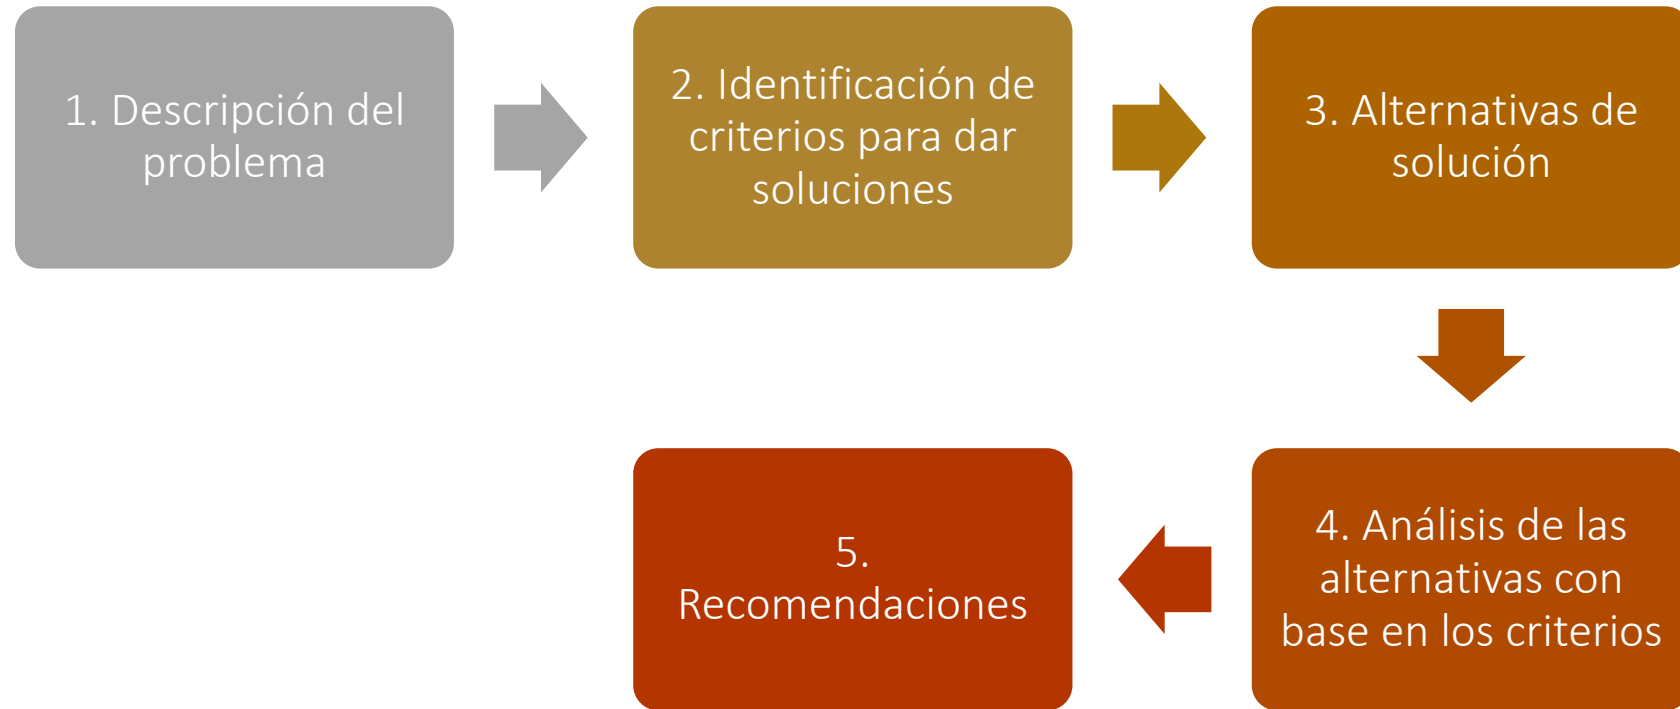 1. Descripción del
problema
2. Identificación de
criterios para dar
soluciones
3. Alternativas de
solución
4. Análisis de las
alternativas con
base en los criterios
5.
Recomendaciones